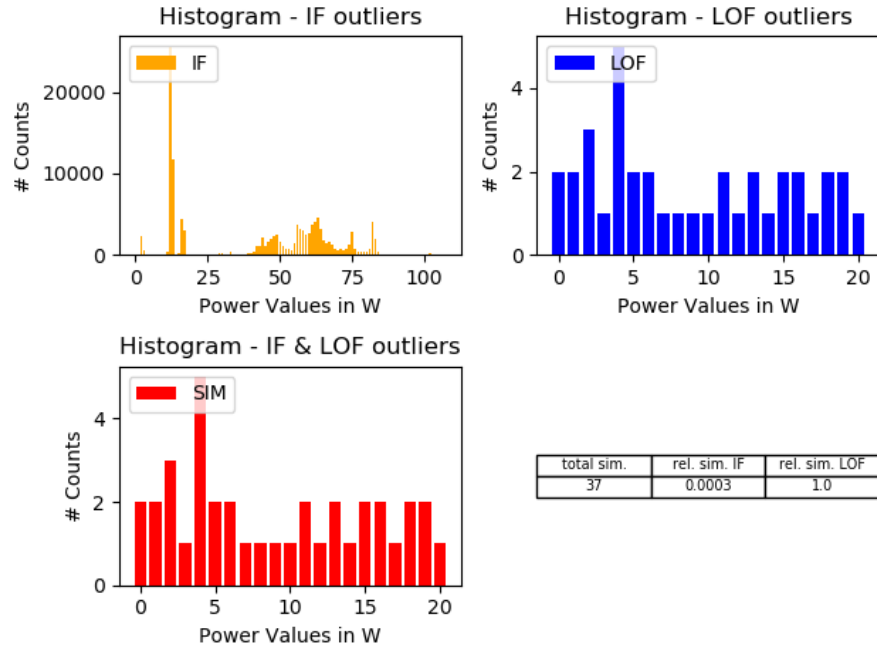 Histogram - IF outliers
IF
# Counts
20000
10000
0
0 25 50 75 100
Power Values in W
Histogram - LOF outliers
LOF
# Counts
4
2
0
0 5 10 15 20
Power Values in W
Histogram - IF & LOF outliers
SIM
# Counts
4
2
0
0 5 10 15 20
Power Values in W
total sim. rel. sim. IF rel. sim. LOF
37 0.0003 1.0